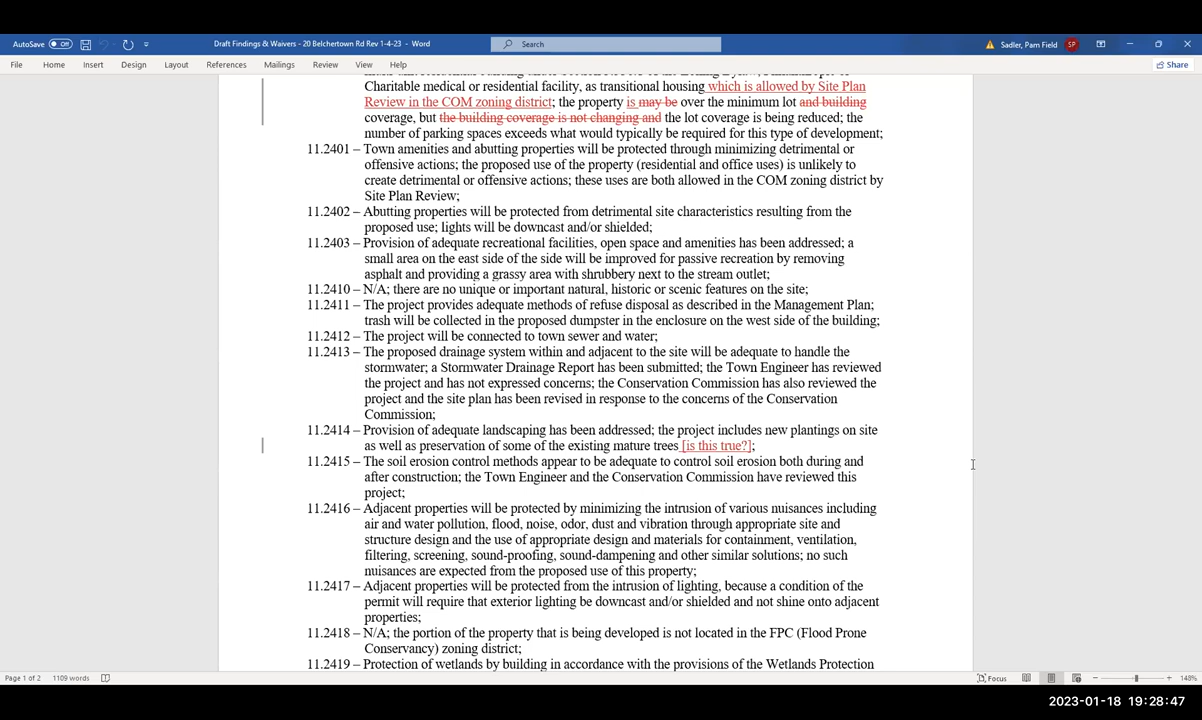 AutoSave Off
Draft Findings & Waivers - 20 Belchertown Rd Rev 1-4-23 - Word
Search
Sadler, Pam Field SP
File Home Insert Design Layout References Mailings Review View Help Share
Charitable medical or residential facility, as transitional housing which is allowed by Site Plan
Review in the COM zoning district; the property is may be over the minimum lot and building
coverage, but the building coverage is not changing and the lot coverage is being reduced; the
number of parking spaces exceeds what would typically be required for this type of development;
11.2401 – Town amenities and abutting properties will be protected through minimizing detrimental or
offensive actions; the proposed use of the property (residential and office uses) is unlikely to
create detrimental or offensive actions; these uses are both allowed in the COM zoning district by
Site Plan Review;
11.2402 – Abutting properties will be protected from detrimental site characteristics resulting from the
proposed use; lights will be downcast and/or shielded;
11.2403 – Provision of adequate recreational facilities, open space and amenities has been addressed; a
small area on the east side of the side will be improved for passive recreation by removing
asphalt and providing a grassy area with shrubbery next to the stream outlet;
11.2410 – N/A; there are no unique or important natural, historic or scenic features on the site;
11.2411 – The project provides adequate methods of refuse disposal as described in the Management Plan;
trash will be collected in the proposed dumpster in the enclosure on the west side of the building;
11.2412 – The project will be connected to town sewer and water;
11.2413 – The proposed drainage system within and adjacent to the site will be adequate to handle the
stormwater; a Stormwater Drainage Report has been submitted; the Town Engineer has reviewed
the project and has not expressed concerns; the Conservation Commission has also reviewed the
project and the site plan has been revised in response to the concerns of the Conservation
Commission;
11.2414 – Provision of adequate landscaping has been addressed; the project includes new plantings on site
as well as preservation of some of the existing mature trees [is this true?];
11.2415 – The soil erosion control methods appear to be adequate to control soil erosion both during and
after construction; the Town Engineer and the Conservation Commission have reviewed this
project;
11.2416 – Adjacent properties will be protected by minimizing the intrusion of various nuisances including
air and water pollution, flood, noise, odor, dust and vibration through appropriate site and
structure design and the use of appropriate design and materials for containment, ventilation,
filtering, screening, sound-proofing, sound-dampening and other similar solutions; no such
nuisances are expected from the proposed use of this property;
11.2417 – Adjacent properties will be protected from the intrusion of lighting, because a condition of the
permit will require that exterior lighting be downcast and/or shielded and not shine onto adjacent
properties;
11.2418 – N/A; the portion of the property that is being developed is not located in the FPC (Flood Prone
Conservancy) zoning district;
11.2419 – Protection of wetlands by building in accordance with the provisions of the Wetlands Protection
Page 1 of 2 1109 words Focus 148%
2023-01-18 19:28:47